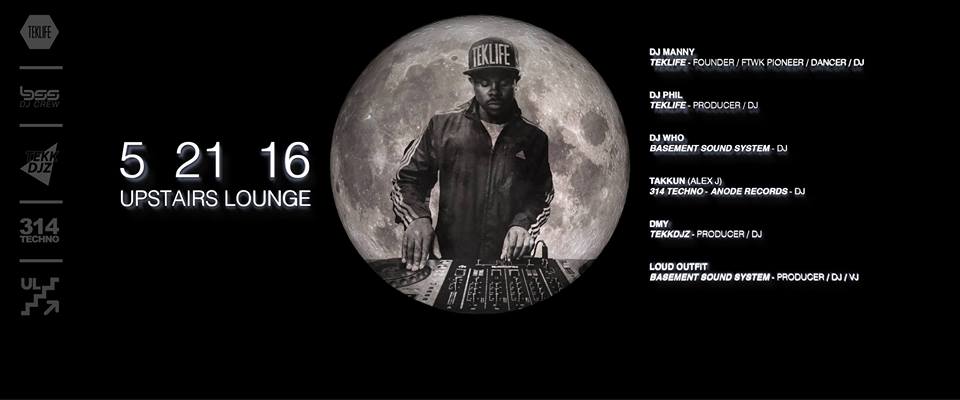 TEKLIFE
bss
DJ CREW
TEKK
DJZ
314
TECHNO
UL
5 21 16
UPSTAIRS LOUNGE
TEKLIFE
DJ MANNY
TEKLIFE - FOUNDER / FTWK PIONEER / DANCER / DJ
DJ PHIL
TEKLIFE - PRODUCER / DJ
DJ WHO
BASEMENT SOUND SYSTEM - DJ
TAKKUN (ALEX J)
314 TECHNO - ANODE RECORDS - DJ
DMY
TEKKDJZ - PRODUCER / DJ
LOUD OUTFIT
BASEMENT SOUND SYSTEM - PRODUCER / DJ / VJ